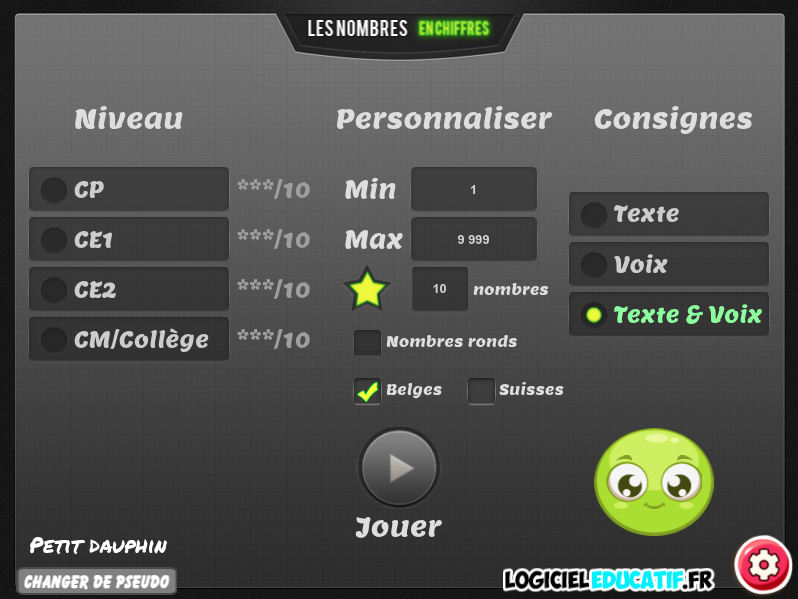 LES NOMBRES EN CHIFFRES
Niveau
CP ***/10
CE1 ***/10
CE2 ***/10
CM/Collège ***/10
Personnaliser
Min 1
Max 9 999
10 nombres
Nombres ronds
Belges Suisses
Jouer
Consignes
Texte
Voix
Texte & Voix
Petit dauphin
CHANGER DE PSEUDO
LOGICIELEDUCATIF.FR